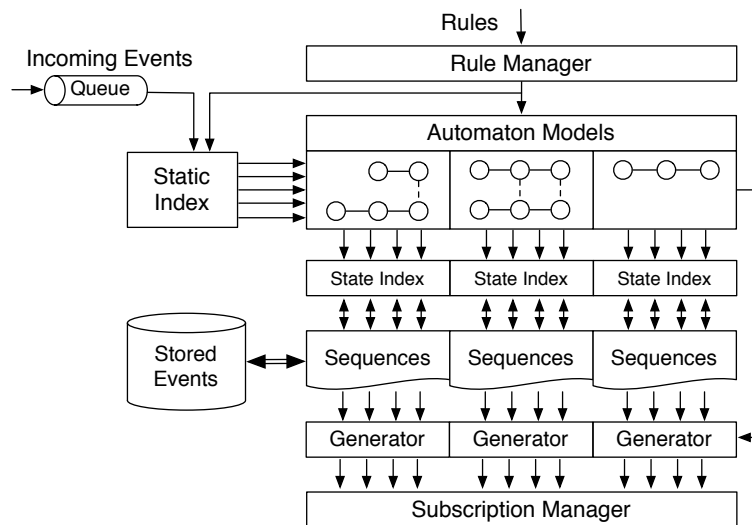 Rules
Incoming Events
Rule Manager
Queue
Automaton Models
Static
Index
State Index
State Index
State Index
Stored
Events
Sequences
Sequences
Sequences
Generator
Generator
Generator
Subscription Manager